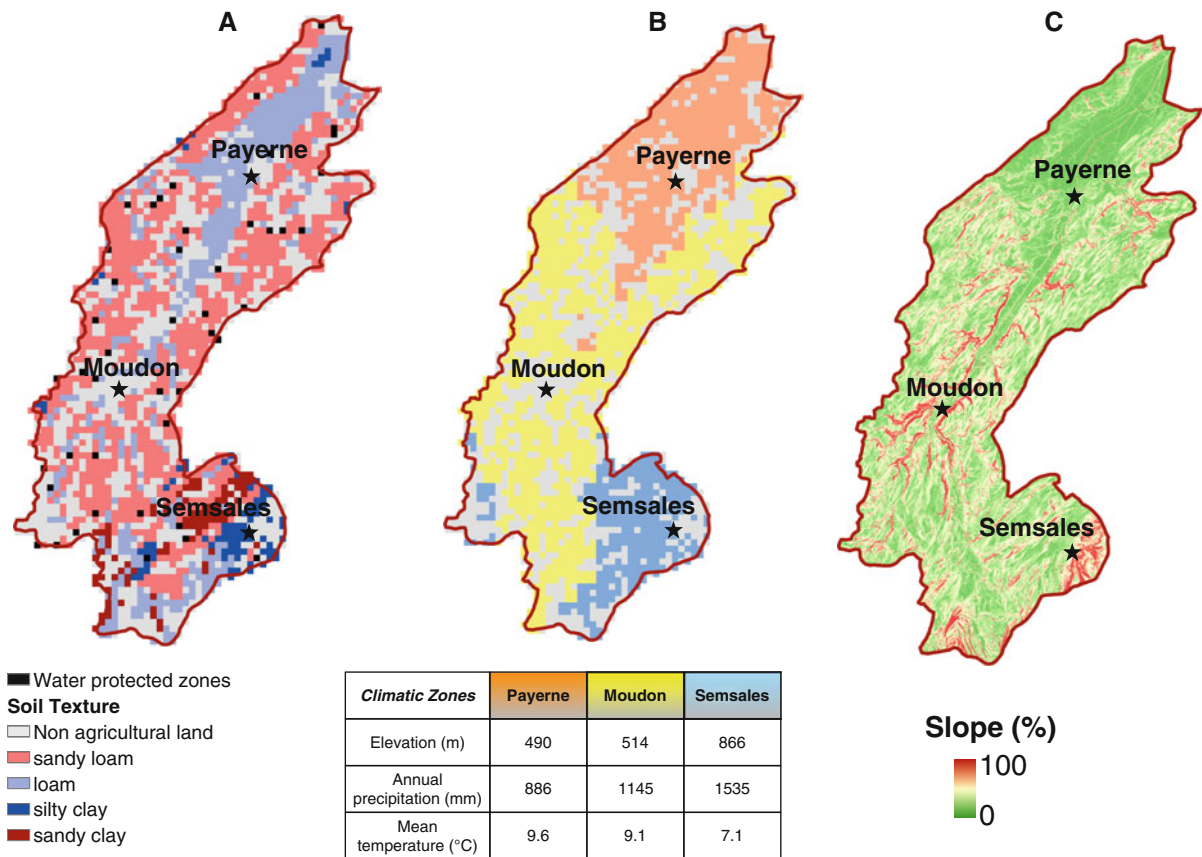 A
B
C
Payerne
Moudon
Semsales
Payerne
Moudon
Semsales
Payerne
Moudon
Semsales
Water protected zones
Soil Texture
Non agricultural land
sandy loam
loam
silty clay
sandy clay
Climatic Zones Payerne Moudon Semsales
Elevation (m) 490 514 866
Annual
precipitation (mm) 886 1145 1535
Mean
temperature (°C) 9.6 9.1 7.1
Slope (%)
100
0